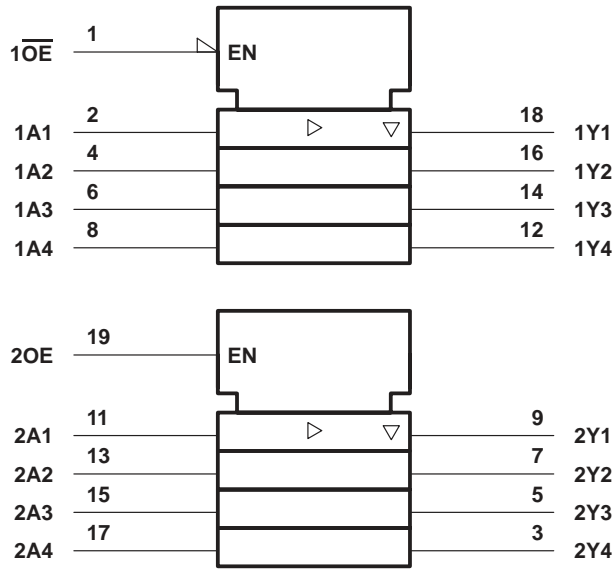 1
1O̅E̅ EN
2 18
1A1 1Y1
4 16
1A2 1Y2
6 14
1A3 1Y3
8 12
1A4 1Y4
19
2OE EN
11 9
2A1 2Y1
13 7
2A2 2Y2
15 5
2A3 2Y3
17 3
2A4 2Y4